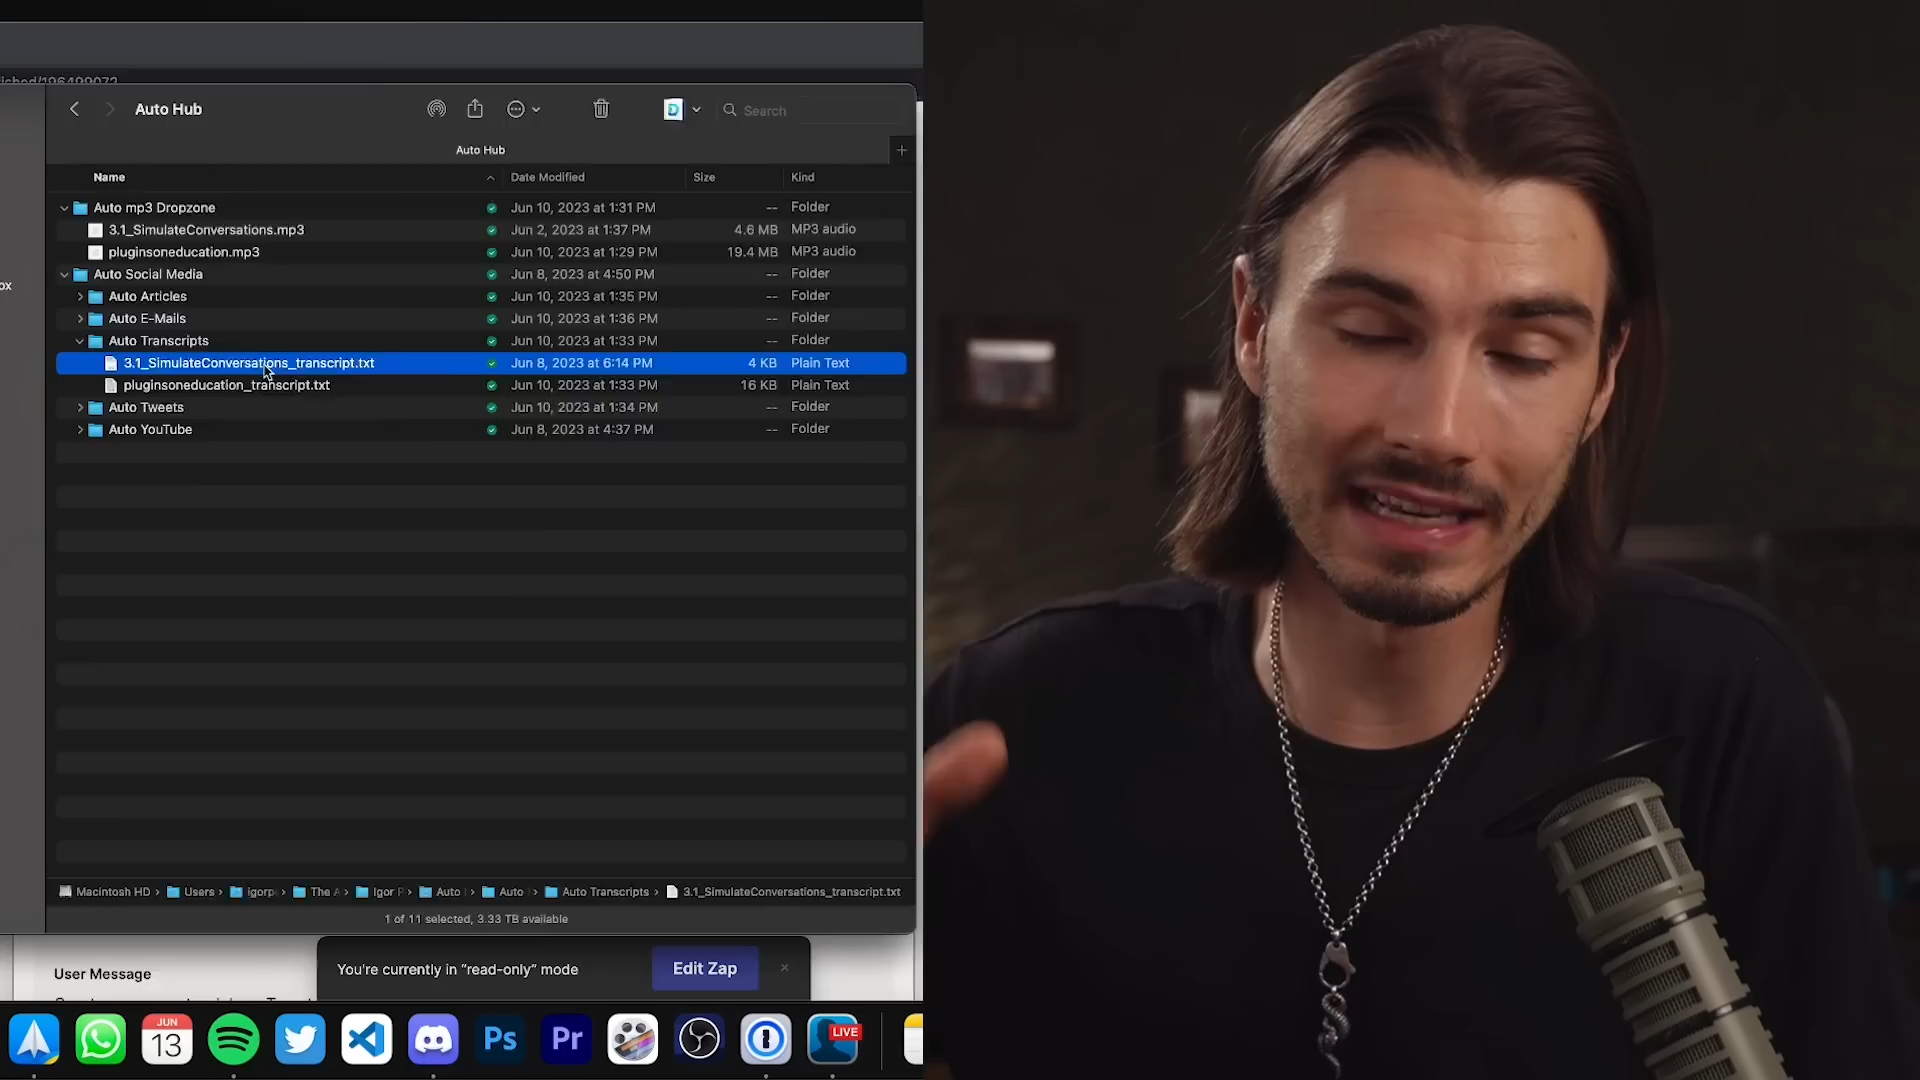 Auto Hub
Search
Auto Hub
Name Date Modified Size Kind
Auto mp3 Dropzone Jun 10, 2023 at 1:31 PM -- Folder
3.1_SimulateConversations.mp3 Jun 2, 2023 at 1:37 PM 4.6 MB MP3 audio
pluginsoneducation.mp3 Jun 10, 2023 at 1:29 PM 19.4 MB MP3 audio
Auto Social Media Jun 8, 2023 at 4:50 PM -- Folder
Auto Articles Jun 10, 2023 at 1:35 PM -- Folder
Auto E-Mails Jun 10, 2023 at 1:36 PM -- Folder
Auto Transcripts Jun 10, 2023 at 1:33 PM -- Folder
3.1_SimulateConversations_transcript.txt Jun 8, 2023 at 6:14 PM 4 KB Plain Text
pluginsoneducation_transcript.txt Jun 10, 2023 at 1:33 PM 16 KB Plain Text
Auto Tweets Jun 10, 2023 at 1:34 PM -- Folder
Auto YouTube Jun 8, 2023 at 4:37 PM -- Folder
Macintosh HD › Users › igorp › The A › Igor P › Auto › Auto › Auto Transcripts › 3.1_SimulateConversations_transcript.txt
1 of 11 selected, 3.33 TB available
User Message
You're currently in "read-only" mode
Edit Zap
JUN
13
Ps
Pr
LIVE